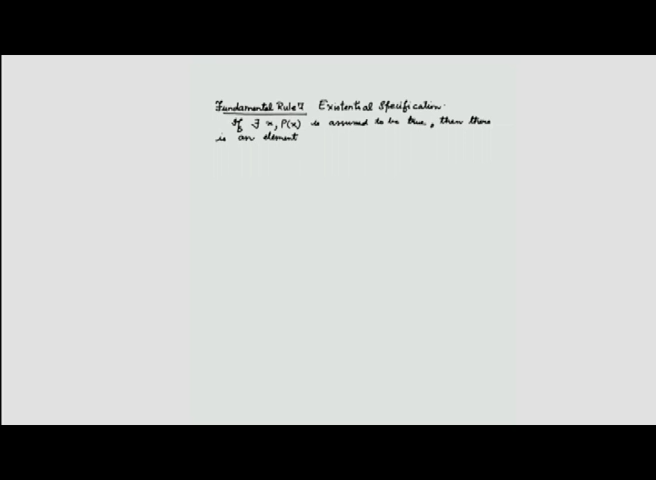 Fundamental Rule 7 Existential Specification.
If ∃ x, P(x) is assumed to be true, then there
is an element